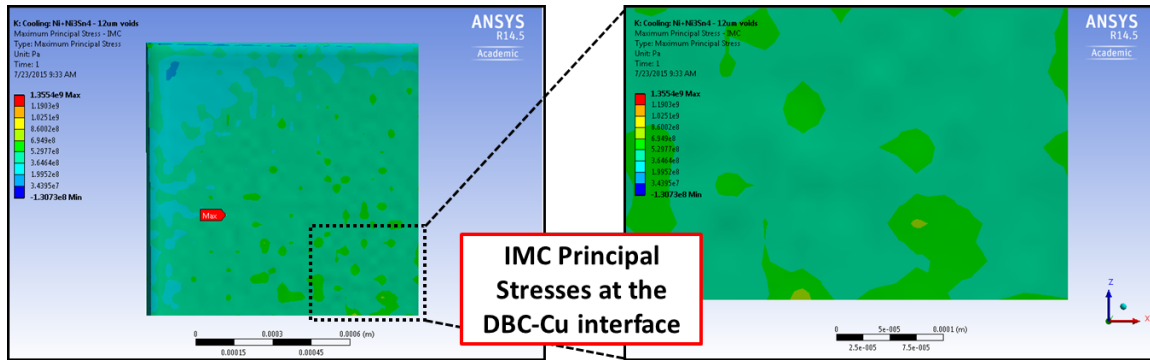 K: Cooling: Ni+Ni3Sn4 - 12um voids
Maximum Principal Stress - IMC
Type: Maximum Principal Stress
Unit: Pa
Time: 1
7/23/2015 9:33 AM
1.3554e9 Max
1.1903e9
1.0251e9
8.6002e8
6.949e8
5.2977e8
3.6464e8
1.9952e8
3.4395e7
-1.3073e8 Min
ANSYS
R14.5
Academic
Max
0
0.0003
0.0006 (m)
0.00015
0.00045
K: Cooling: Ni+Ni3Sn4 - 12um voids
Maximum Principal Stress - IMC
Type: Maximum Principal Stress
Unit: Pa
Time: 1
7/23/2015 9:33 AM
1.3554e9 Max
1.1903e9
1.0251e9
8.6002e8
6.949e8
5.2977e8
3.6464e8
1.9952e8
3.4395e7
-1.3073e8 Min
ANSYS
R14.5
Academic
0
5e-005
0.0001 (m)
2.5e-005
7.5e-005
Z
X
IMC Principal
Stresses at the
DBC-Cu interface